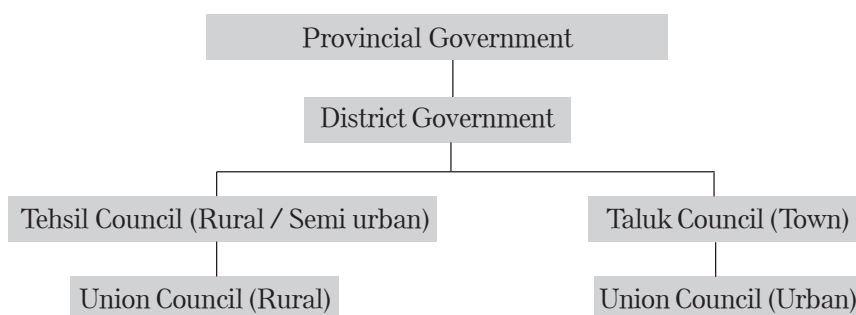 Provincial Government
District Government
Tehsil Council (Rural / Semi urban)
Taluk Council (Town)
Union Council (Rural)
Union Council (Urban)